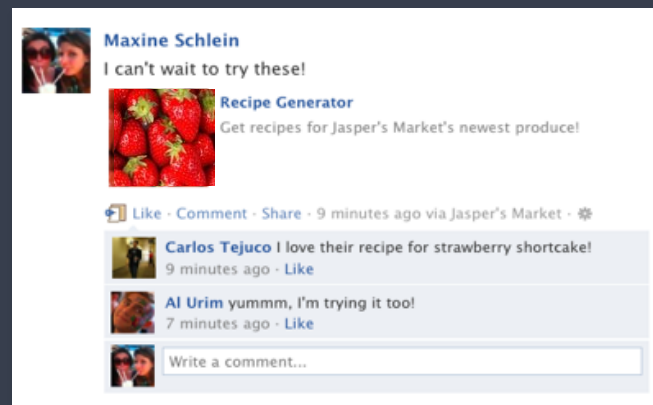 Maxine Schlein
I can't wait to try these!
Recipe Generator
Get recipes for Jasper's Market's newest produce!
Like · Comment · Share · 9 minutes ago via Jasper's Market ·
Carlos Tejuco I love their recipe for strawberry shortcake!
9 minutes ago · Like
Al Urim yummm, I'm trying it too!
7 minutes ago · Like
Write a comment...